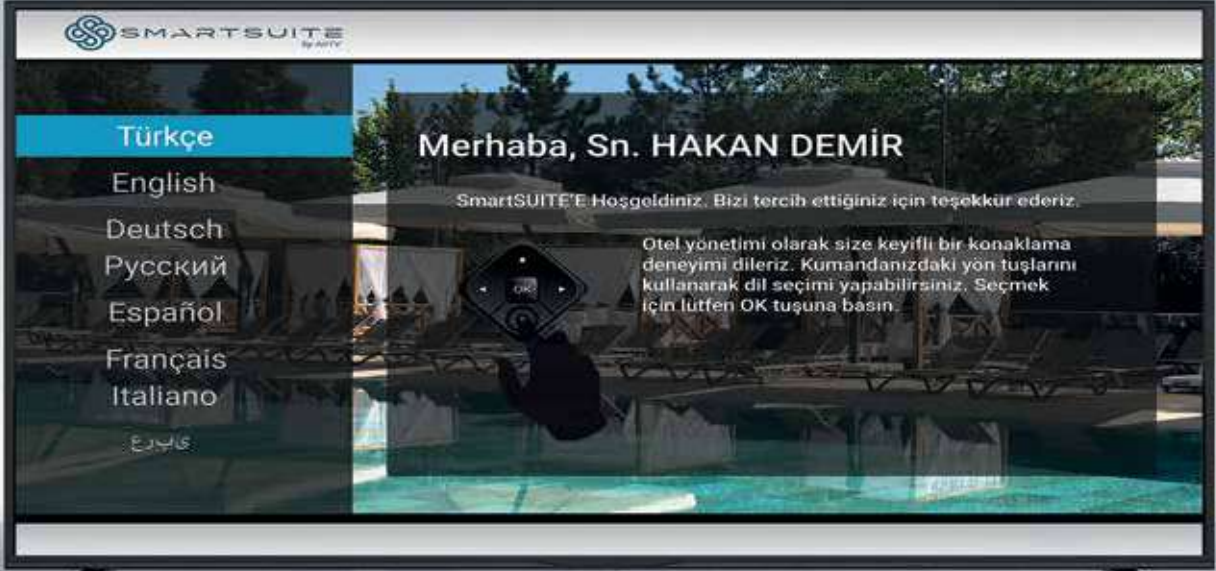 SMARTSUITE
Türkçe
English
Deutsch
Русский
Español
Français
Italiano
ىبرع
Merhaba, Sn. HAKAN DEMİR
SmartSUITE'E Hoşgeldiniz. Bizi tercih ettiğiniz için teşekkür ederiz.
Otel yönetimi olarak size keyifli bir konaklama
deneyimi dileriz. Kumandanızdaki yön tuşlarını
kullanarak dil seçimi yapabilirsiniz. Seçmek
için lütfen OK tuşuna basın.
OK